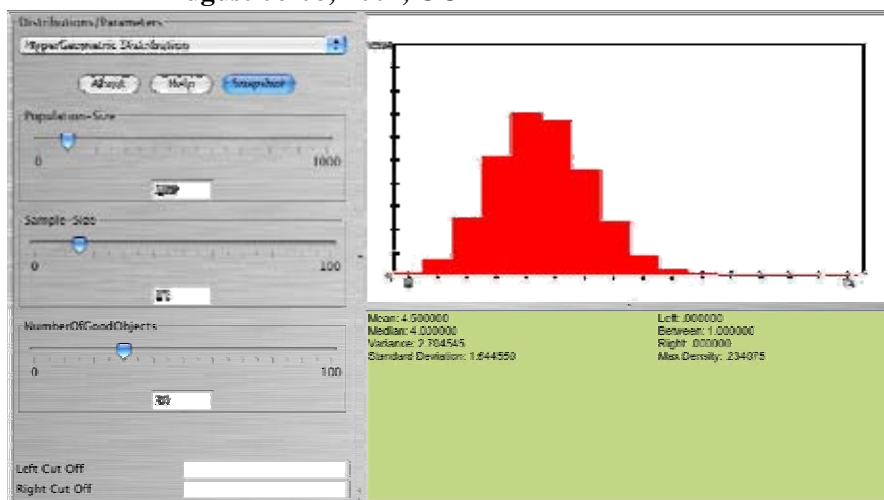 Distributions/Parameters
HyperGeometric Distribution
About Help Snapshot
Population-Size
0 1000
Sample-Size
0 100
NumberOfGoodObjects
0 100
Left Cut Off
Right Cut Off
0
Mean: 4.500000
Median: 4.000000
Variance: 2.704545
Standard Deviation: 1.644550
Left: .000000
Between: 1.000000
Right: .000000
Max Density: .234075